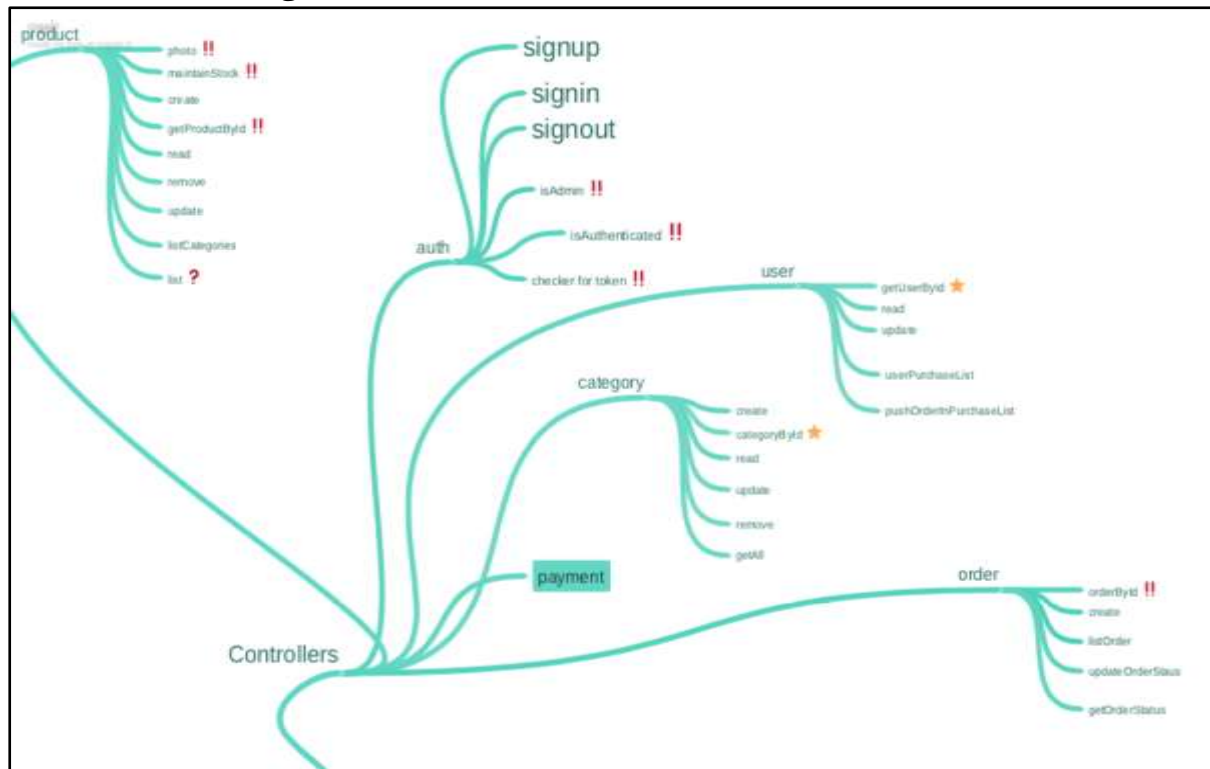 product
photo !!
maintainStock !!
create
getProductById !!
read
remove
update
listCategories
list ?
auth
signup
signin
signout
isAdmin !!
isAuthenticated !!
checker for token !!
user
getUserById
read
update
userPurchaseList
pushOrderInPurchaseList
category
create
categoryById
read
update
remove
getAll
payment
order
orderById !!
create
listOrder
updateOrderStaus
getOrderStatus
Controllers